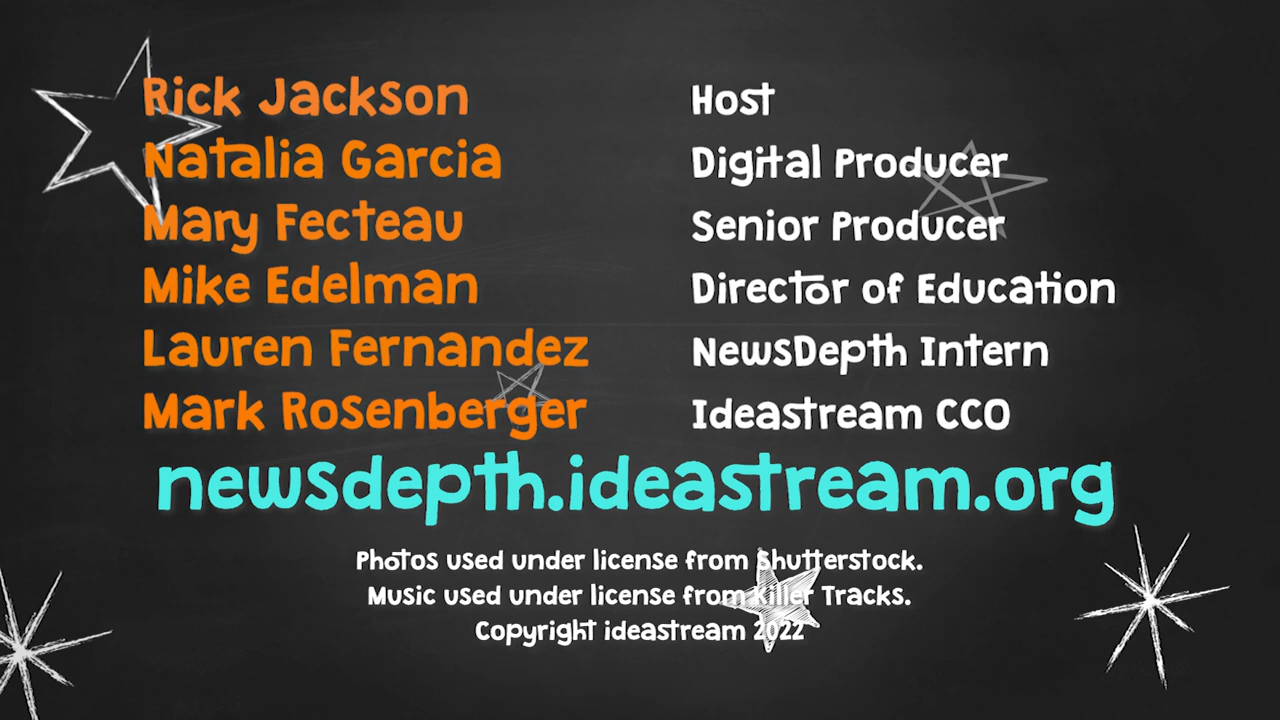 Rick Jackson Host
Natalia Garcia Digital Producer
Mary Fecteau Senior Producer
Mike Edelman Director of Education
Lauren Fernandez NewsDepth Intern
Mark Rosenberger Ideastream CCO
newsdepth.ideastream.org
Photos used under license from Shutterstock.
Music used under license from Killer Tracks.
Copyright ideastream 2022